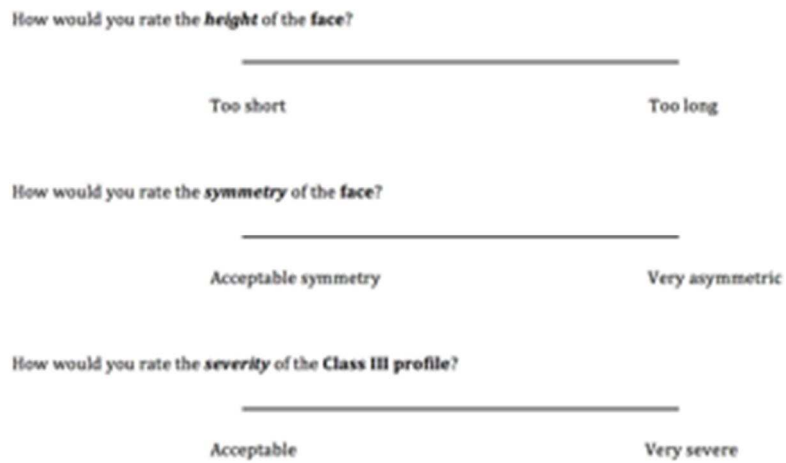 How would you rate the height of the face?
Too short Too long
How would you rate the symmetry of the face?
Acceptable symmetry Very asymmetric
How would you rate the severity of the Class III profile?
Acceptable Very severe